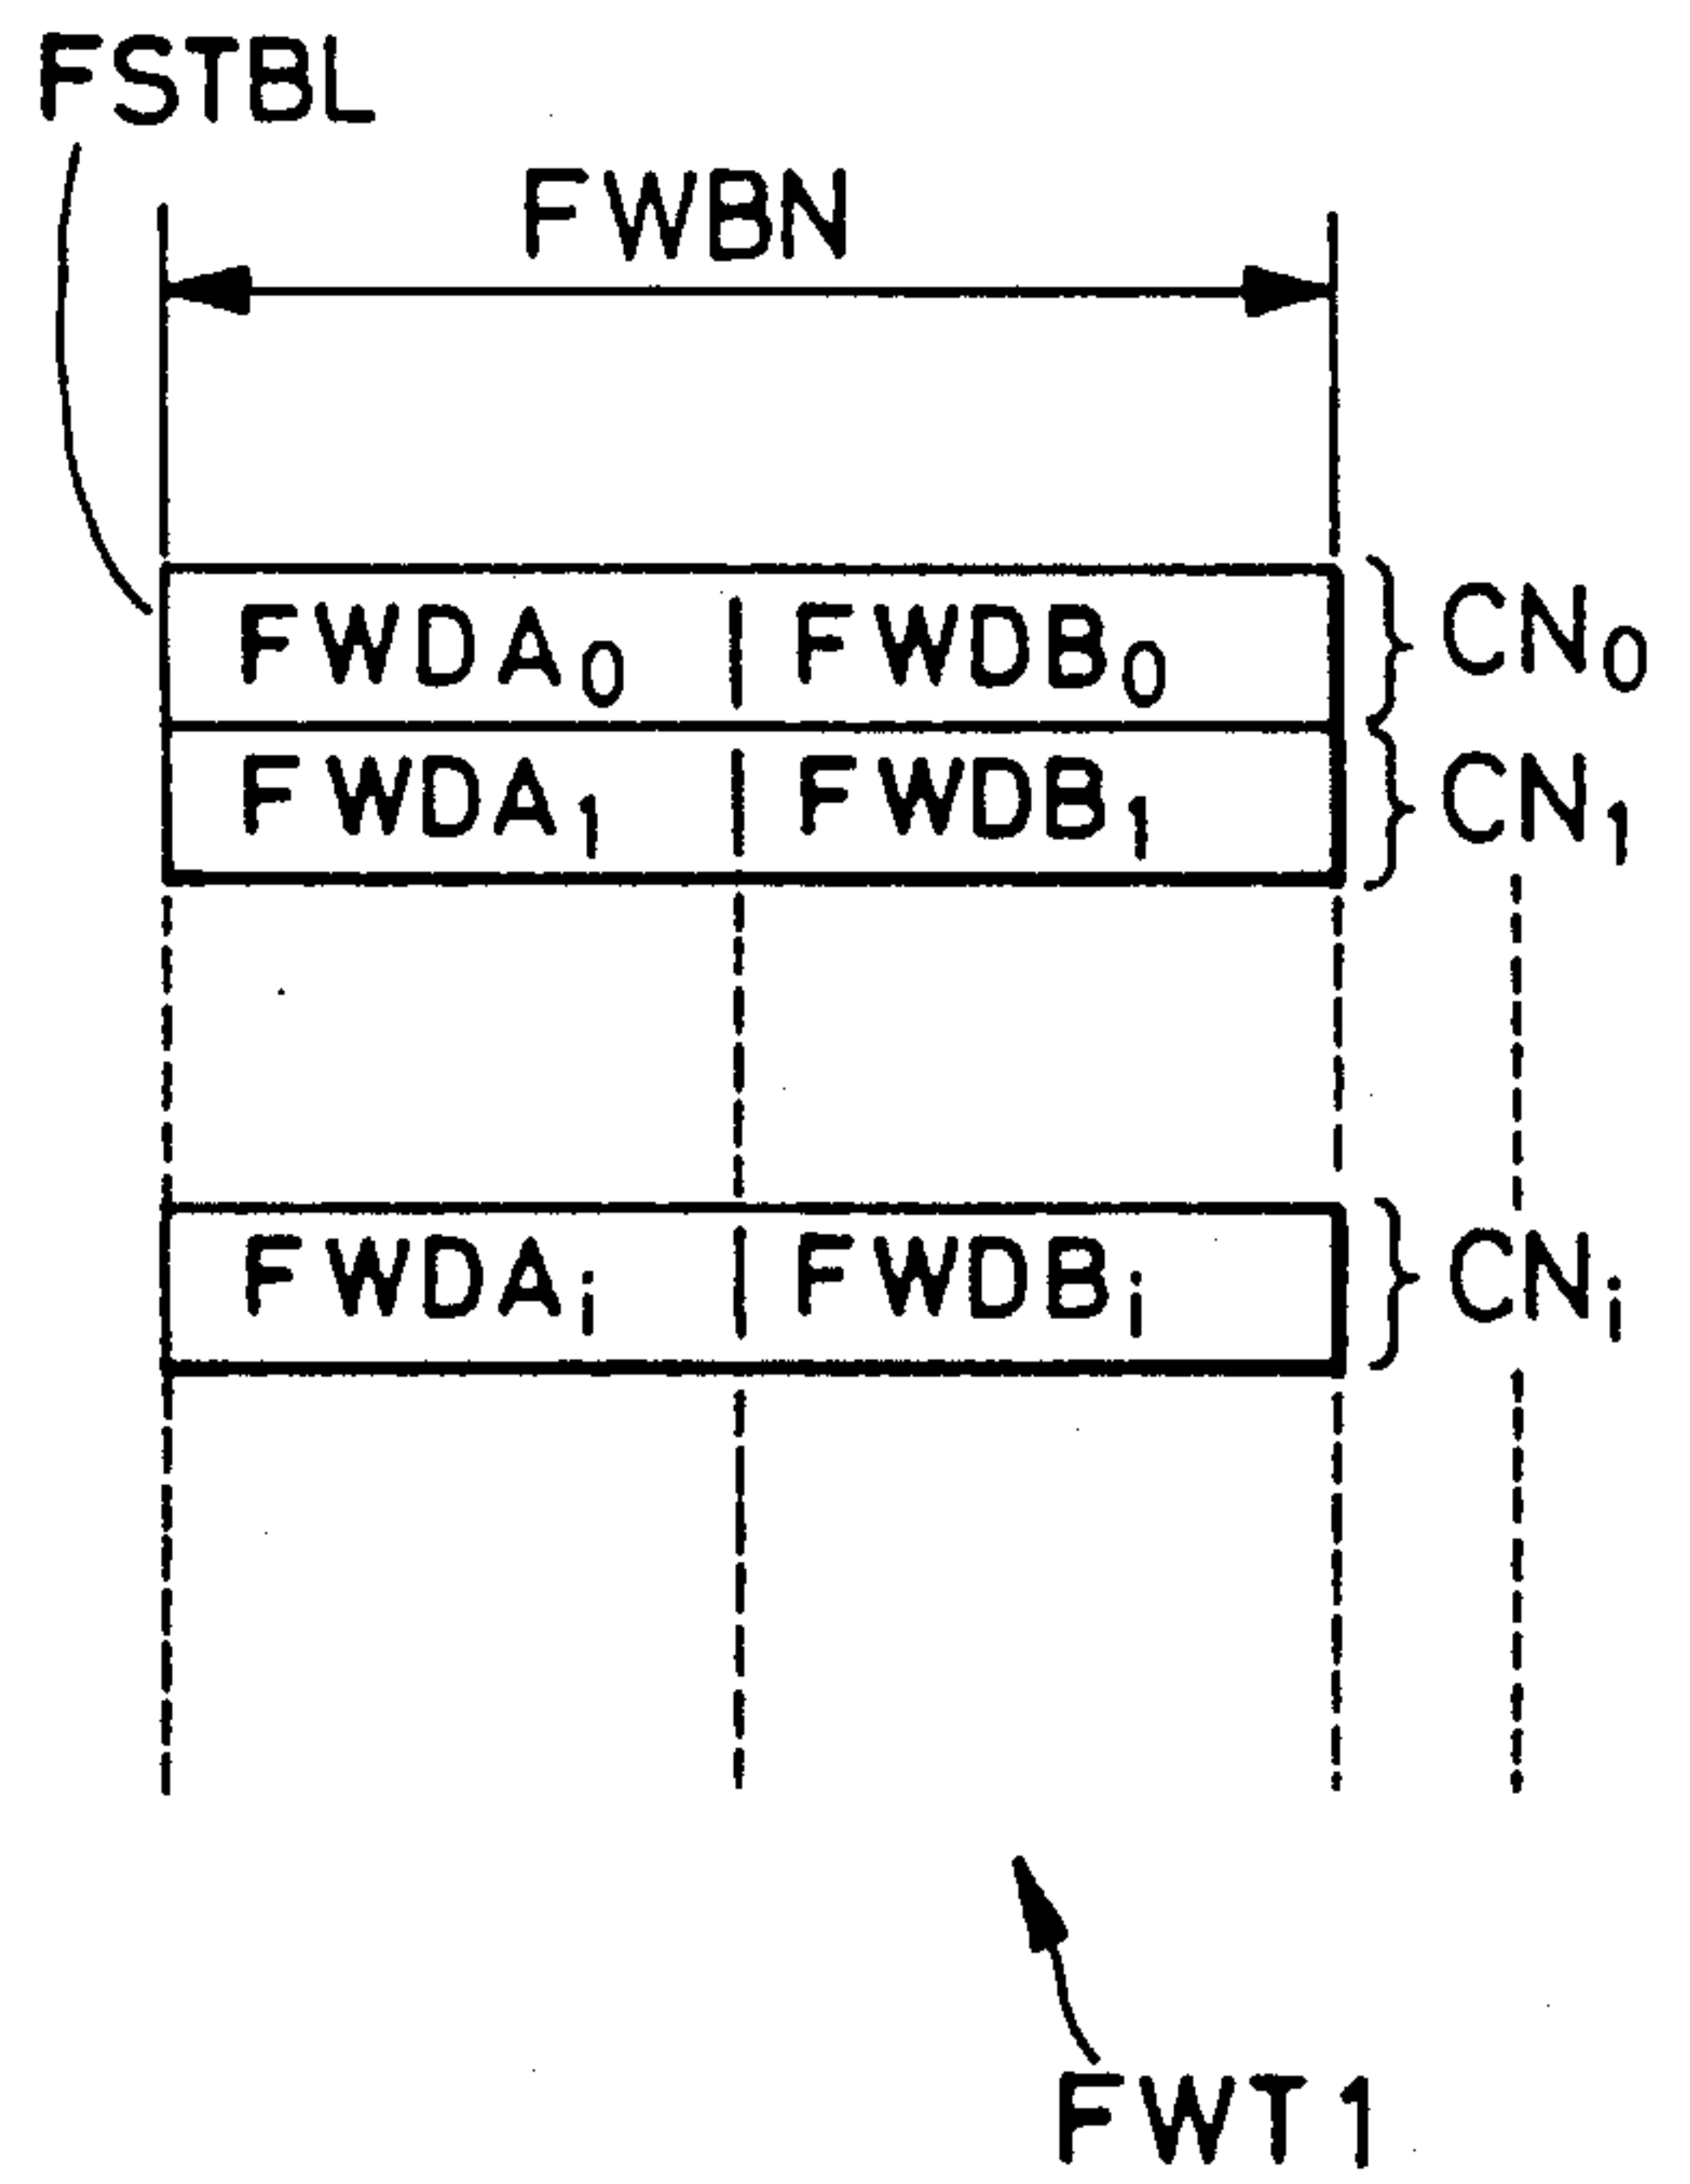 FSTBL
FWBN
FWDA₀ FWDB₀ CN₀
FWDA₁ FWDB₁ CN₁
FWDAᵢ FWDBᵢ CNᵢ
FWT1